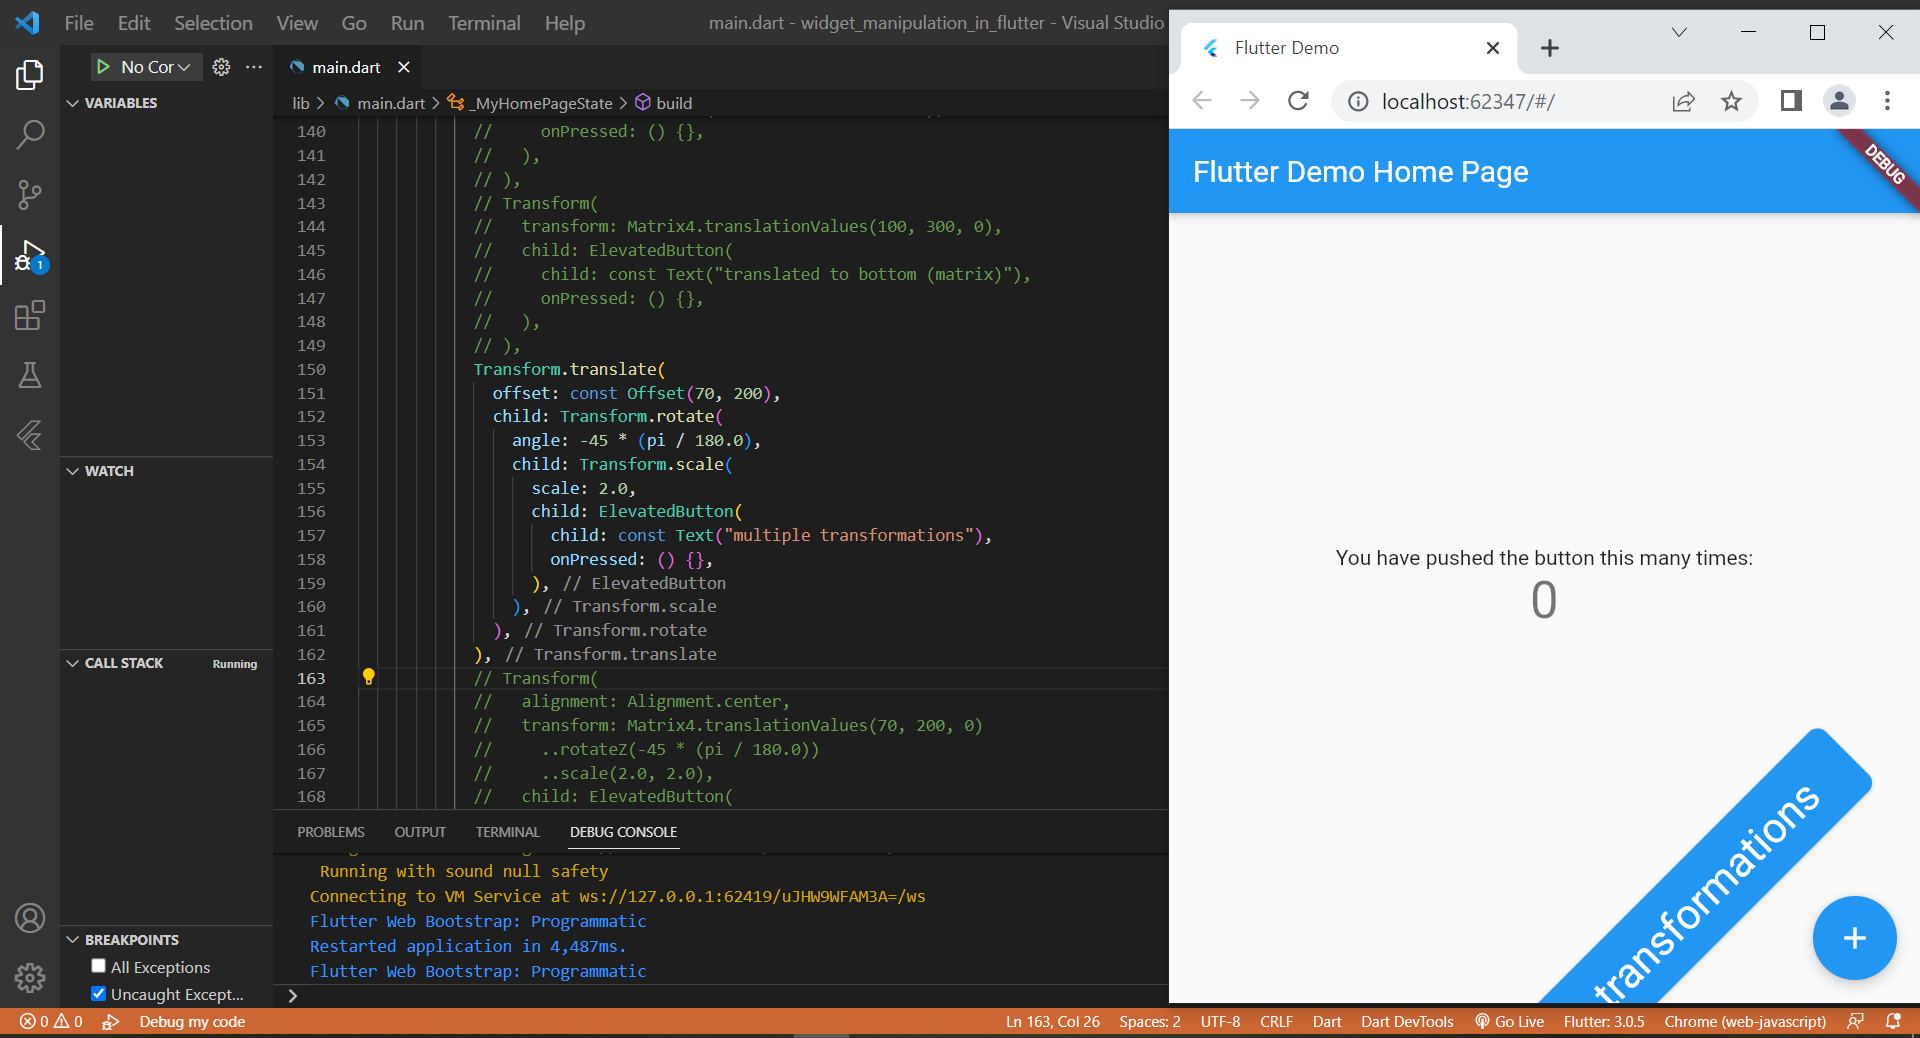 File Edit Selection View Go Run Terminal Help
main.dart - widget_manipulation_in_flutter - Visual Studio
No Cor
main.dart
VARIABLES
lib > main.dart > _MyHomePageState > build
140 // onPressed: () {},
141 // ),
142 // ),
143 // Transform(
144 // transform: Matrix4.translationValues(100, 300, 0),
145 // child: ElevatedButton(
146 // child: const Text("translated to bottom (matrix)"),
147 // onPressed: () {},
148 // ),
149 // ),
150 Transform.translate(
151 offset: const Offset(70, 200),
152 child: Transform.rotate(
153 angle: -45 * (pi / 180.0),
154 child: Transform.scale(
155 scale: 2.0,
156 child: ElevatedButton(
157 child: const Text("multiple transformations"),
158 onPressed: () {},
159 ), // ElevatedButton
160 ), // Transform.scale
161 ), // Transform.rotate
162 ), // Transform.translate
163 // Transform(
164 // alignment: Alignment.center,
165 // transform: Matrix4.translationValues(70, 200, 0)
166 // ..rotateZ(-45 * (pi / 180.0))
167 // ..scale(2.0, 2.0),
168 // child: ElevatedButton(
1
WATCH
CALL STACK Running
BREAKPOINTS
All Exceptions
Uncaught Except...
PROBLEMS OUTPUT TERMINAL DEBUG CONSOLE
Running with sound null safety
Connecting to VM Service at ws://127.0.0.1:62419/uJHW9WFAM3A=/ws
Flutter Web Bootstrap: Programmatic
Restarted application in 4,487ms.
Flutter Web Bootstrap: Programmatic
>
Flutter Demo
localhost:62347/#/
Flutter Demo Home Page
DEBUG
You have pushed the button this many times:
0
transformations
+
0 0 Debug my code Ln 163, Col 26 Spaces: 2 UTF-8 CRLF Dart Dart DevTools Go Live Flutter: 3.0.5 Chrome (web-javascript)